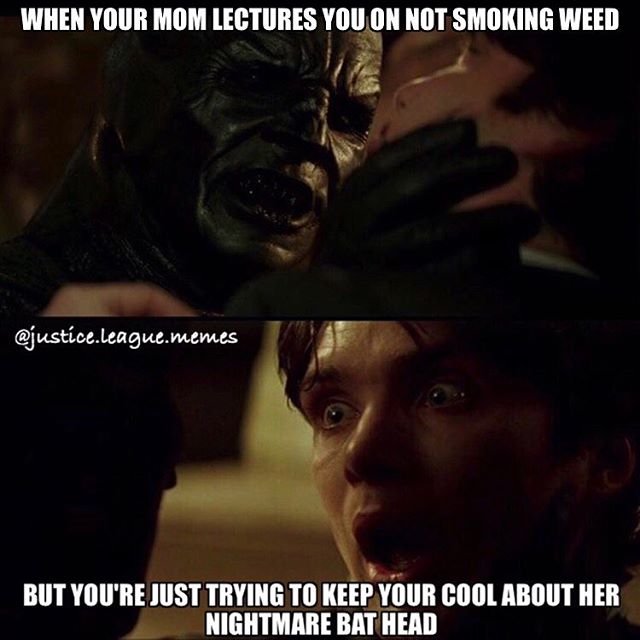 WHEN YOUR MOM LECTURES YOU ON NOT SMOKING WEED
@justice.league.memes
BUT YOU'RE JUST TRYING TO KEEP YOUR COOL ABOUT HER
NIGHTMARE BAT HEAD